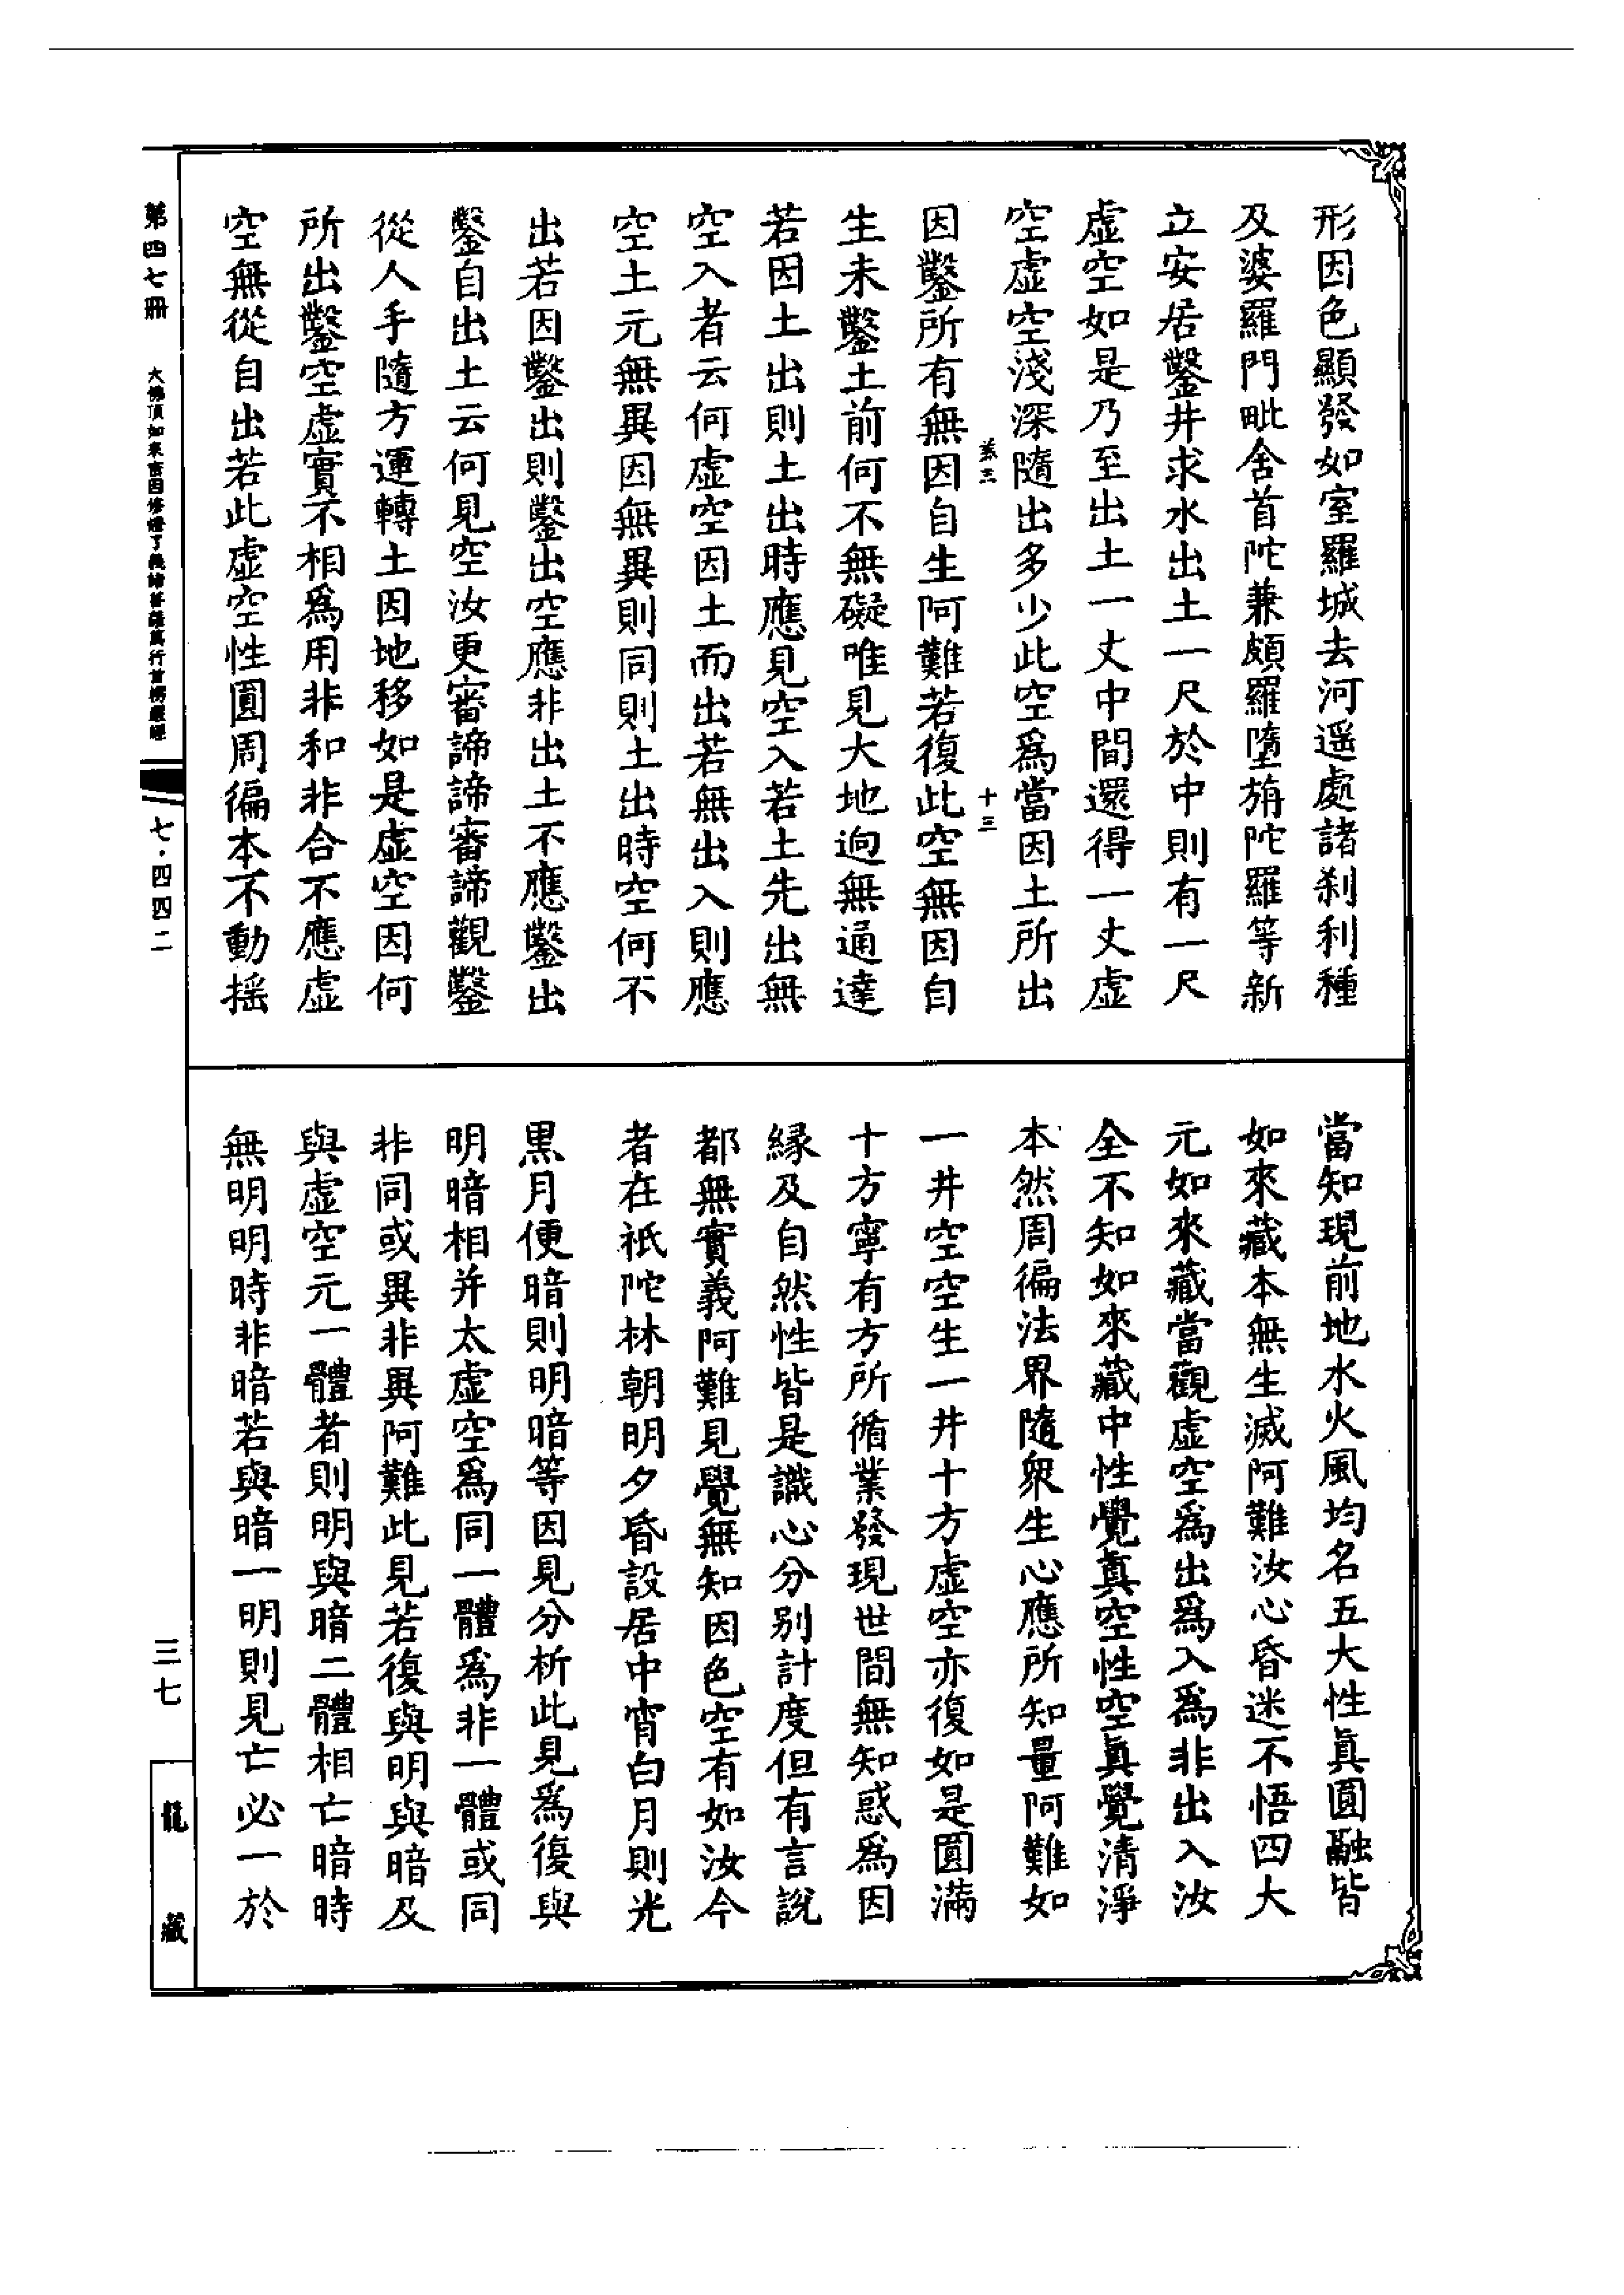 形因色顯發如室羅城去河遥處諸刹利種
及婆羅門毗舍首陀兼頗羅墮旃陀羅等新
立安居鑿井求水出土一尺於中則有一尺
虚空如是乃至出土一丈中間還得一丈虚
空虚空淺深隨出多少此空爲當因土所出
因鑿所有無因自生阿難若復此空無因自
生未鑿土前何不無礙唯見大地逈無通達
若因土出則土出時應見空入若土先出無
空入者云何虚空因土而出若無出入則應
空土元無異因無異則同則土出時空何不
出若因鑿出則鑿出空應非出土不應鑿出
鑿自出土云何見空汝更審諦諦審諦觀鑿
從人手隨方運轉土因地移如是虚空因何
所出鑿空虚實不相爲用非和非合不應虚
空無從自出若此虚空性圓周徧本不動揺
十三
當知現前地水火風均名五大性真圓融皆
如來藏本無生滅阿難汝心昏迷不悟四大
元如來藏當觀虚空爲出爲入爲非出入汝
全不知如來藏中性覺真空性空真覺清淨
本然周徧法界隨衆生心應所知量阿難如
一井空空生一井十方虚空亦復如是圓滿
十方寧有方所循業發現世間無知惑爲因
縁及自然性皆是識心分别計度但有言說
都無實義阿難見覺無知因色空有如汝今
者在祇陀林朝明夕昏設居中宵白月則光
黒月便暗則明暗等因見分析此見爲復與
明暗相并太虚空爲同一體爲非一體或同
非同或異非異阿難此見若復與明與暗及
與虚空元一體者則明與暗二體相亡暗時
無明明時非暗若與暗一明則見亡必一於
第四七冊
大佛頂如來密因修證了義諸菩薩萬行首楞嚴經
七·四四二
三七
龍藏